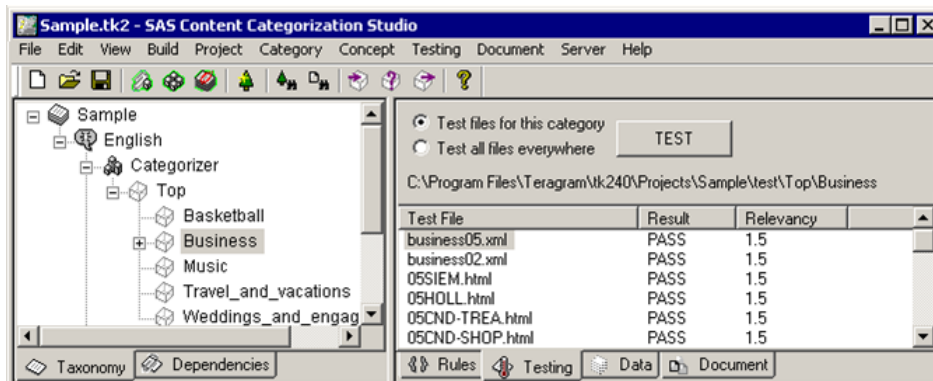 Sample.tk2 - SAS Content Categorization Studio
File Edit View Build Project Category Concept Testing Document Server Help
Sample
English
Categorizer
Top
Basketball
Business
Music
Travel_and_vacations
Weddings_and_engag
Taxonomy Dependencies
Test files for this category
Test all files everywhere
TEST
C:\Program Files\Teragram\tk240\Projects\Sample\test\Top\Business
Test File Result Relevancy
business05.xml PASS 1.5
business02.xml PASS 1.5
05SIEM.html PASS 1.5
05HOLL.html PASS 1.5
05CND-TREA.html PASS 1.5
05CND-SHOP.html PASS 1.5
Rules Testing Data Document